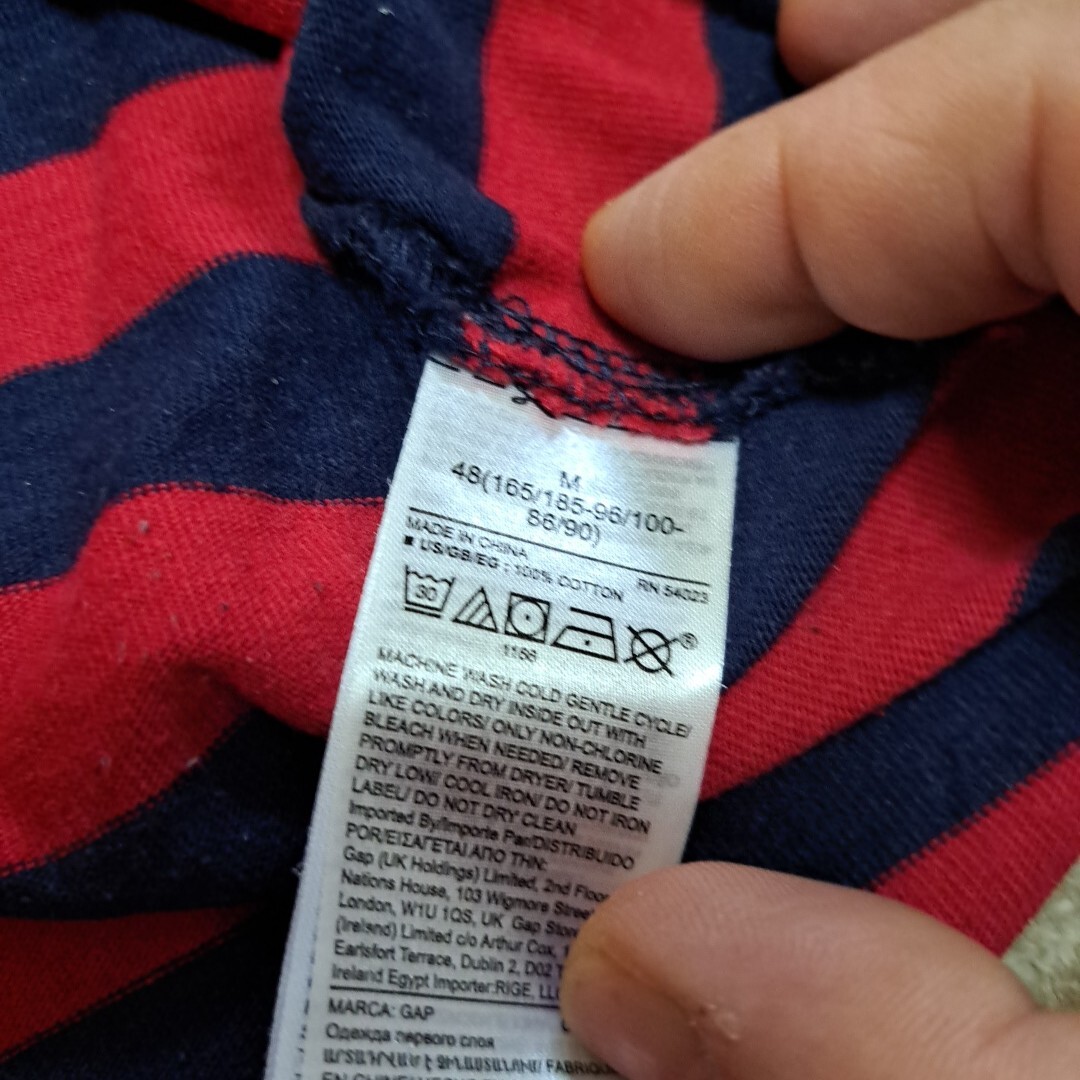 M
48(165/185-96/100-
86/90)
MADE IN CHINA
RN 54023
■ US/GB/EG : 100% COTTON
30
®
1156
MACHINE WASH COLD GENTLE CYCLE/
WASH AND DRY INSIDE OUT WITH
LIKE COLORS/ ONLY NON-CHLORINE
BLEACH WHEN NEEDED/ REMOVE
PROMPTLY FROM DRYER/ TUMBLE
DRY LOW/ COOL IRON/ DO NOT IRON
LABEL/ DO NOT DRY CLEAN
Imported By/Importe Par/DISTRIBUIDO
POR/ΕΙΣΑΓΕΤΑΙ ΑΠΟ ΤΗΝ:
Gap (UK Holdings) Limited, 2nd Floor
Nations House, 103 Wigmore Street
London, W1U 1QS, UK Gap Stores
(Ireland) Limited c/o Arthur Cox,
Earlsfort Terrace, Dublin 2, D02
Ireland Egypt Importer:RIGE, LLC
MARCA: GAP
Одежда первого слоя
ԱՐՏԱԴՐՎԱԾ Է ՉԻՆԱՍՏԱՆՈՒՄ/ FABRIQUÉ